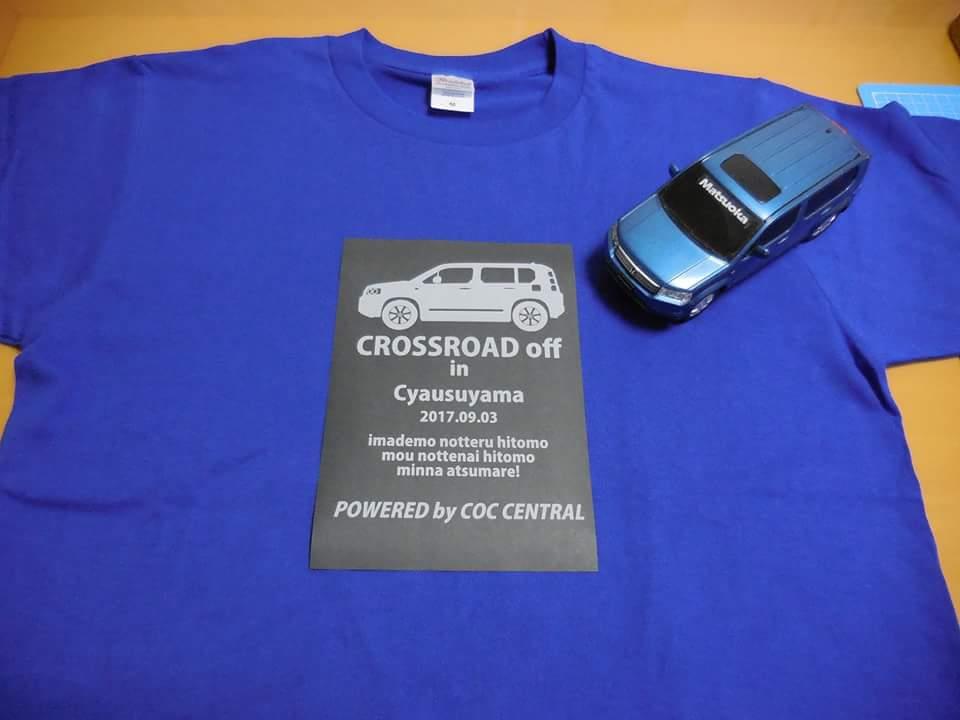 M
Matsuoka
CROSSROAD off
in
Cyausuyama
2017.09.03
imademo notteru hitomo
mou nottenai hitomo
minna atsumare!
POWERED by COC CENTRAL